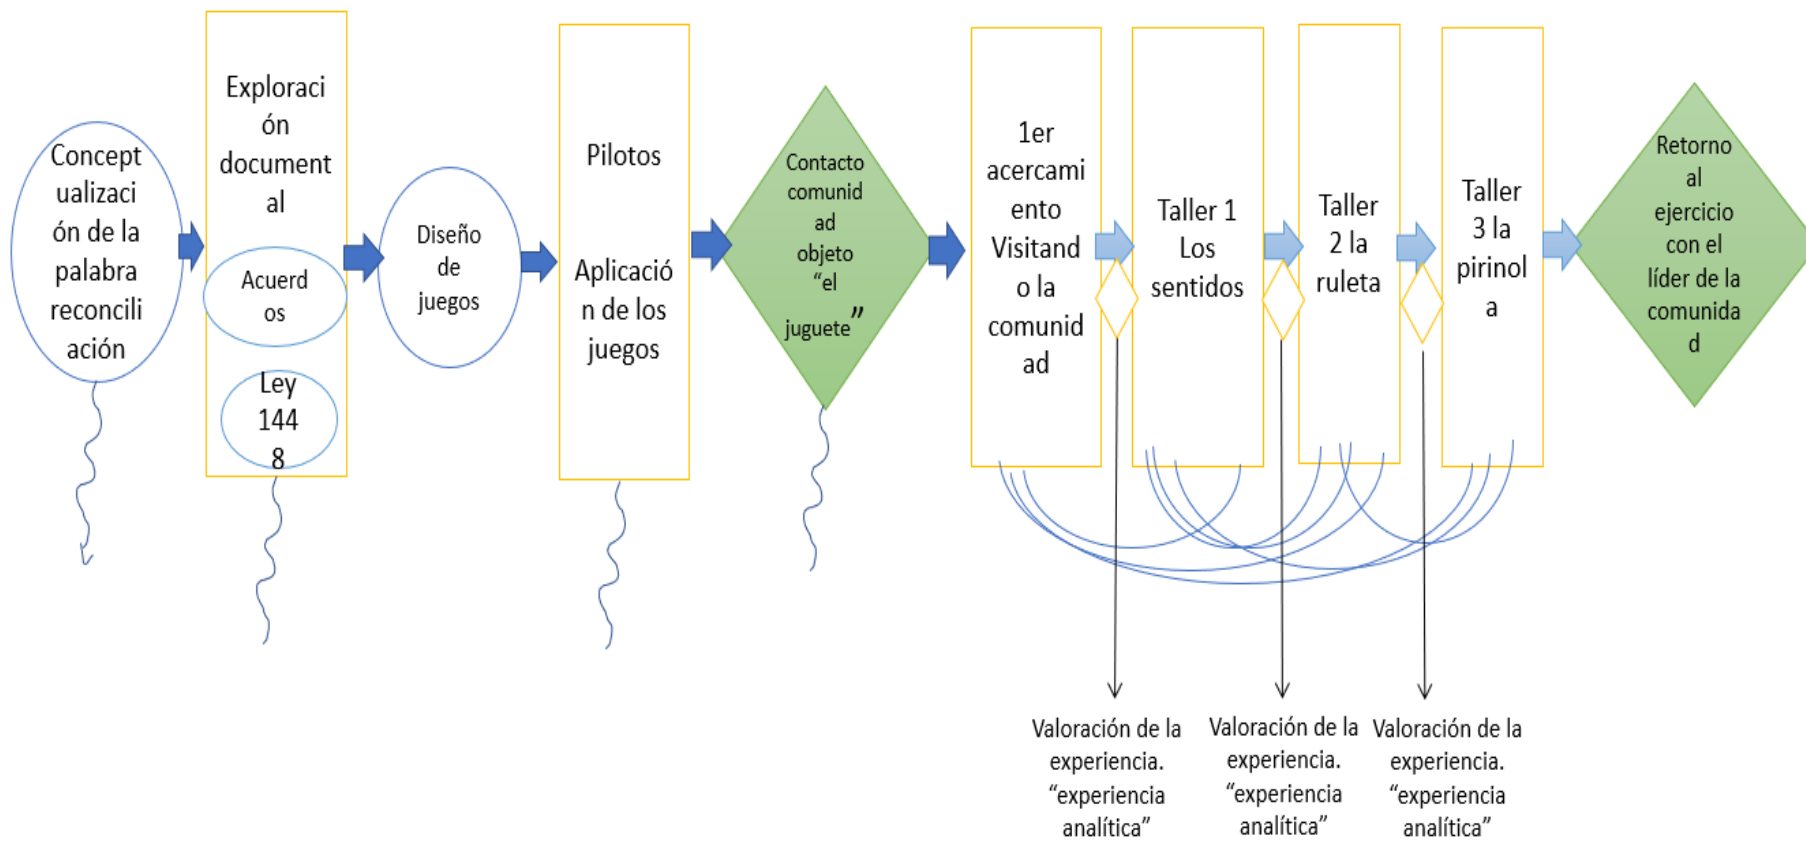 Concept
ualizaci
ón de la
palabra
reconcili
ación
Exploraci
ón
document
al
Acuerd
os
Ley
144
8
Diseño
de
juegos
Pilotos
Aplicació
n de los
juegos
Contacto
comunid
ad
objeto
“el
juguete”
1er
acercami
ento
Visitand
o la
comunid
ad
Taller 1
Los
sentidos
Taller
2 la
ruleta
Taller
3 la
pirinol
a
Retorno
al
ejercicio
con el
líder de la
comunida
d
Valoración de la
experiencia.
“experiencia
analítica”
Valoración de la
experiencia.
“experiencia
analítica”
Valoración de la
experiencia.
“experiencia
analítica”